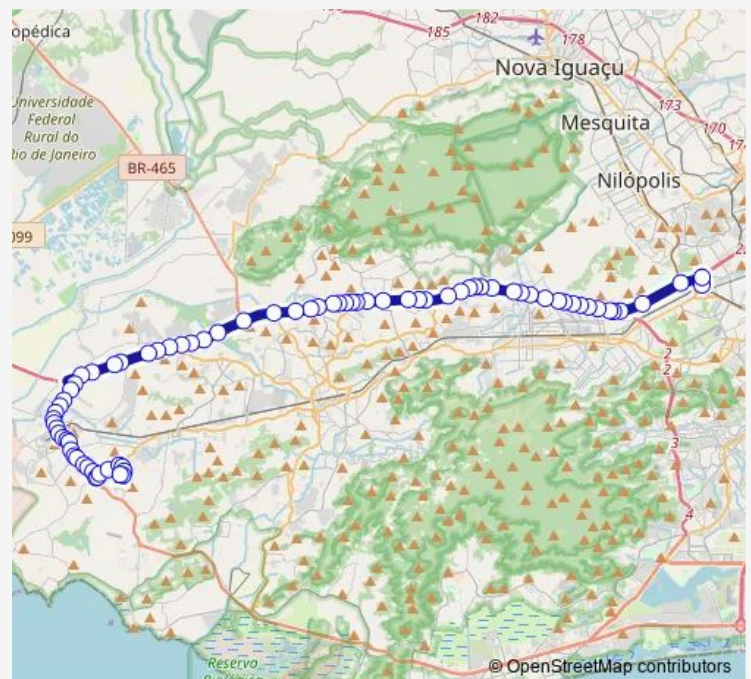 opédica
182
185
178
Nova Iguaçu
Universidade
Federal
Rural do
Rio de Janeiro
173
Mesquita
170
BR-465
Nilópolis
099
2
2
3
4
Reserva
© OpenStreetMap contributors